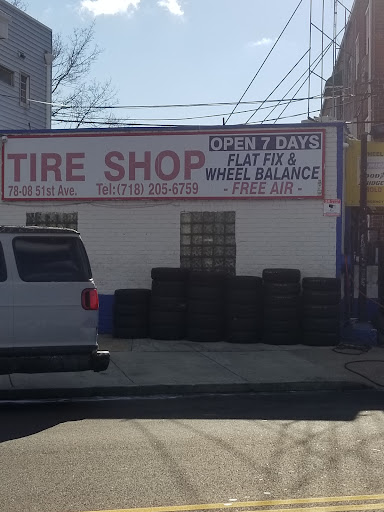 TIRE SHOP
78-08 51st Ave. Tel:(718) 205-6759
OPEN 7 DAYS
FLAT FIX &
WHEEL BALANCE
- FREE AIR -